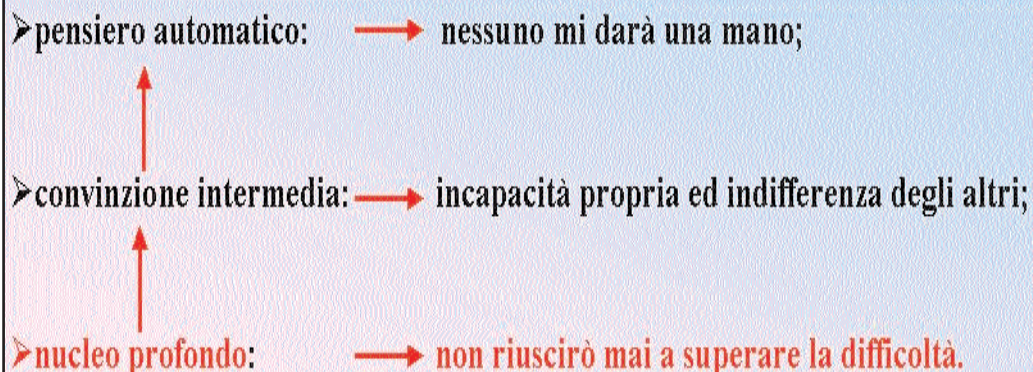 ➢pensiero automatico: → nessuno mi darà una mano;
➢convinzione intermedia: → incapacità propria ed indifferenza degli altri;
➢nucleo profondo: → non riuscirò mai a superare la difficoltà.